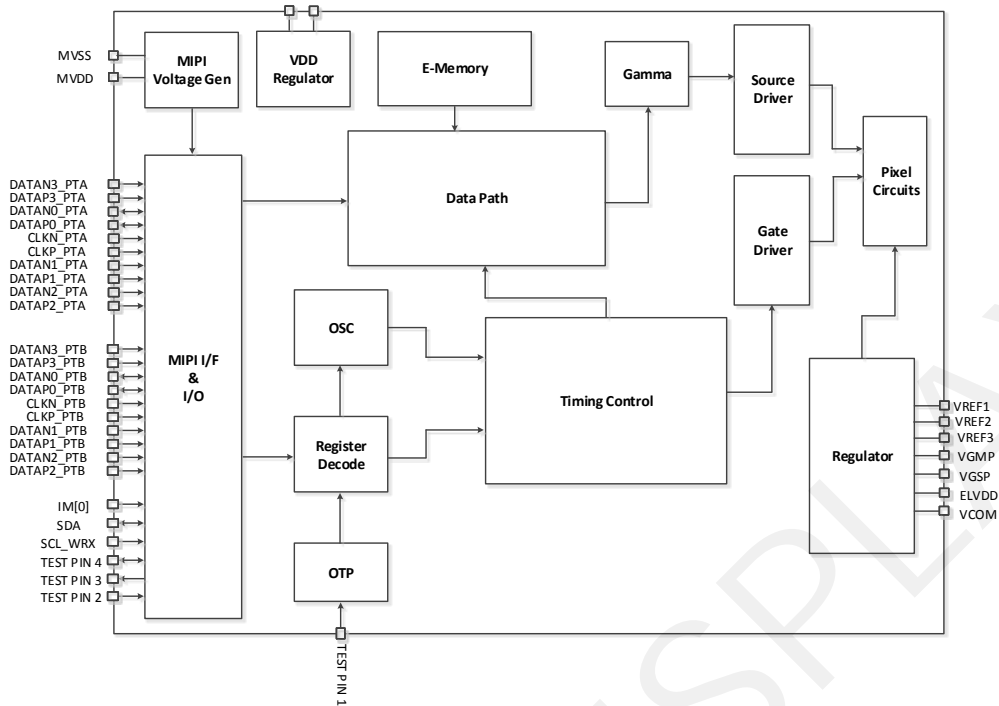 MVSS
MVDD
MIPI
Voltage Gen
VDD
Regulator
E-Memory
Gamma
Source
Driver
Pixel
Circuits
Data Path
Gate
Driver
DATAN3_PTA
DATAP3_PTA
DATAN0_PTA
DATAP0_PTA
CLKN_PTA
CLKP_PTA
DATAN1_PTA
DATAP1_PTA
DATAN2_PTA
DATAP2_PTA
DATAN3_PTB
DATAP3_PTB
DATAN0_PTB
DATAP0_PTB
CLKN_PTB
CLKP_PTB
DATAN1_PTB
DATAP1_PTB
DATAN2_PTB
DATAP2_PTB
IM[0]
SDA
SCL_WRX
TEST PIN 4
TEST PIN 3
TEST PIN 2
MIPI I/F
&
I/O
OSC
Register
Decode
OTP
TEST PIN 1
Timing Control
Regulator
VREF1
VREF2
VREF3
VGMP
VGSP
ELVDD
VCOM